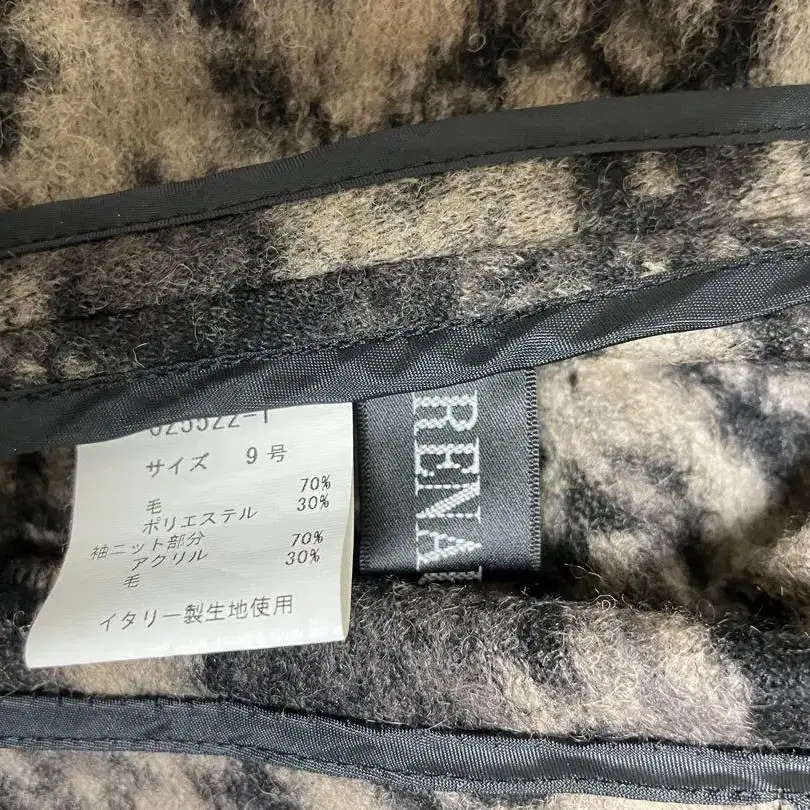 サイズ 9号
毛 70%
ポリエステル 30%
袖ニット部分
アクリル 70%
毛 30%
イタリー製生地使用
RENA